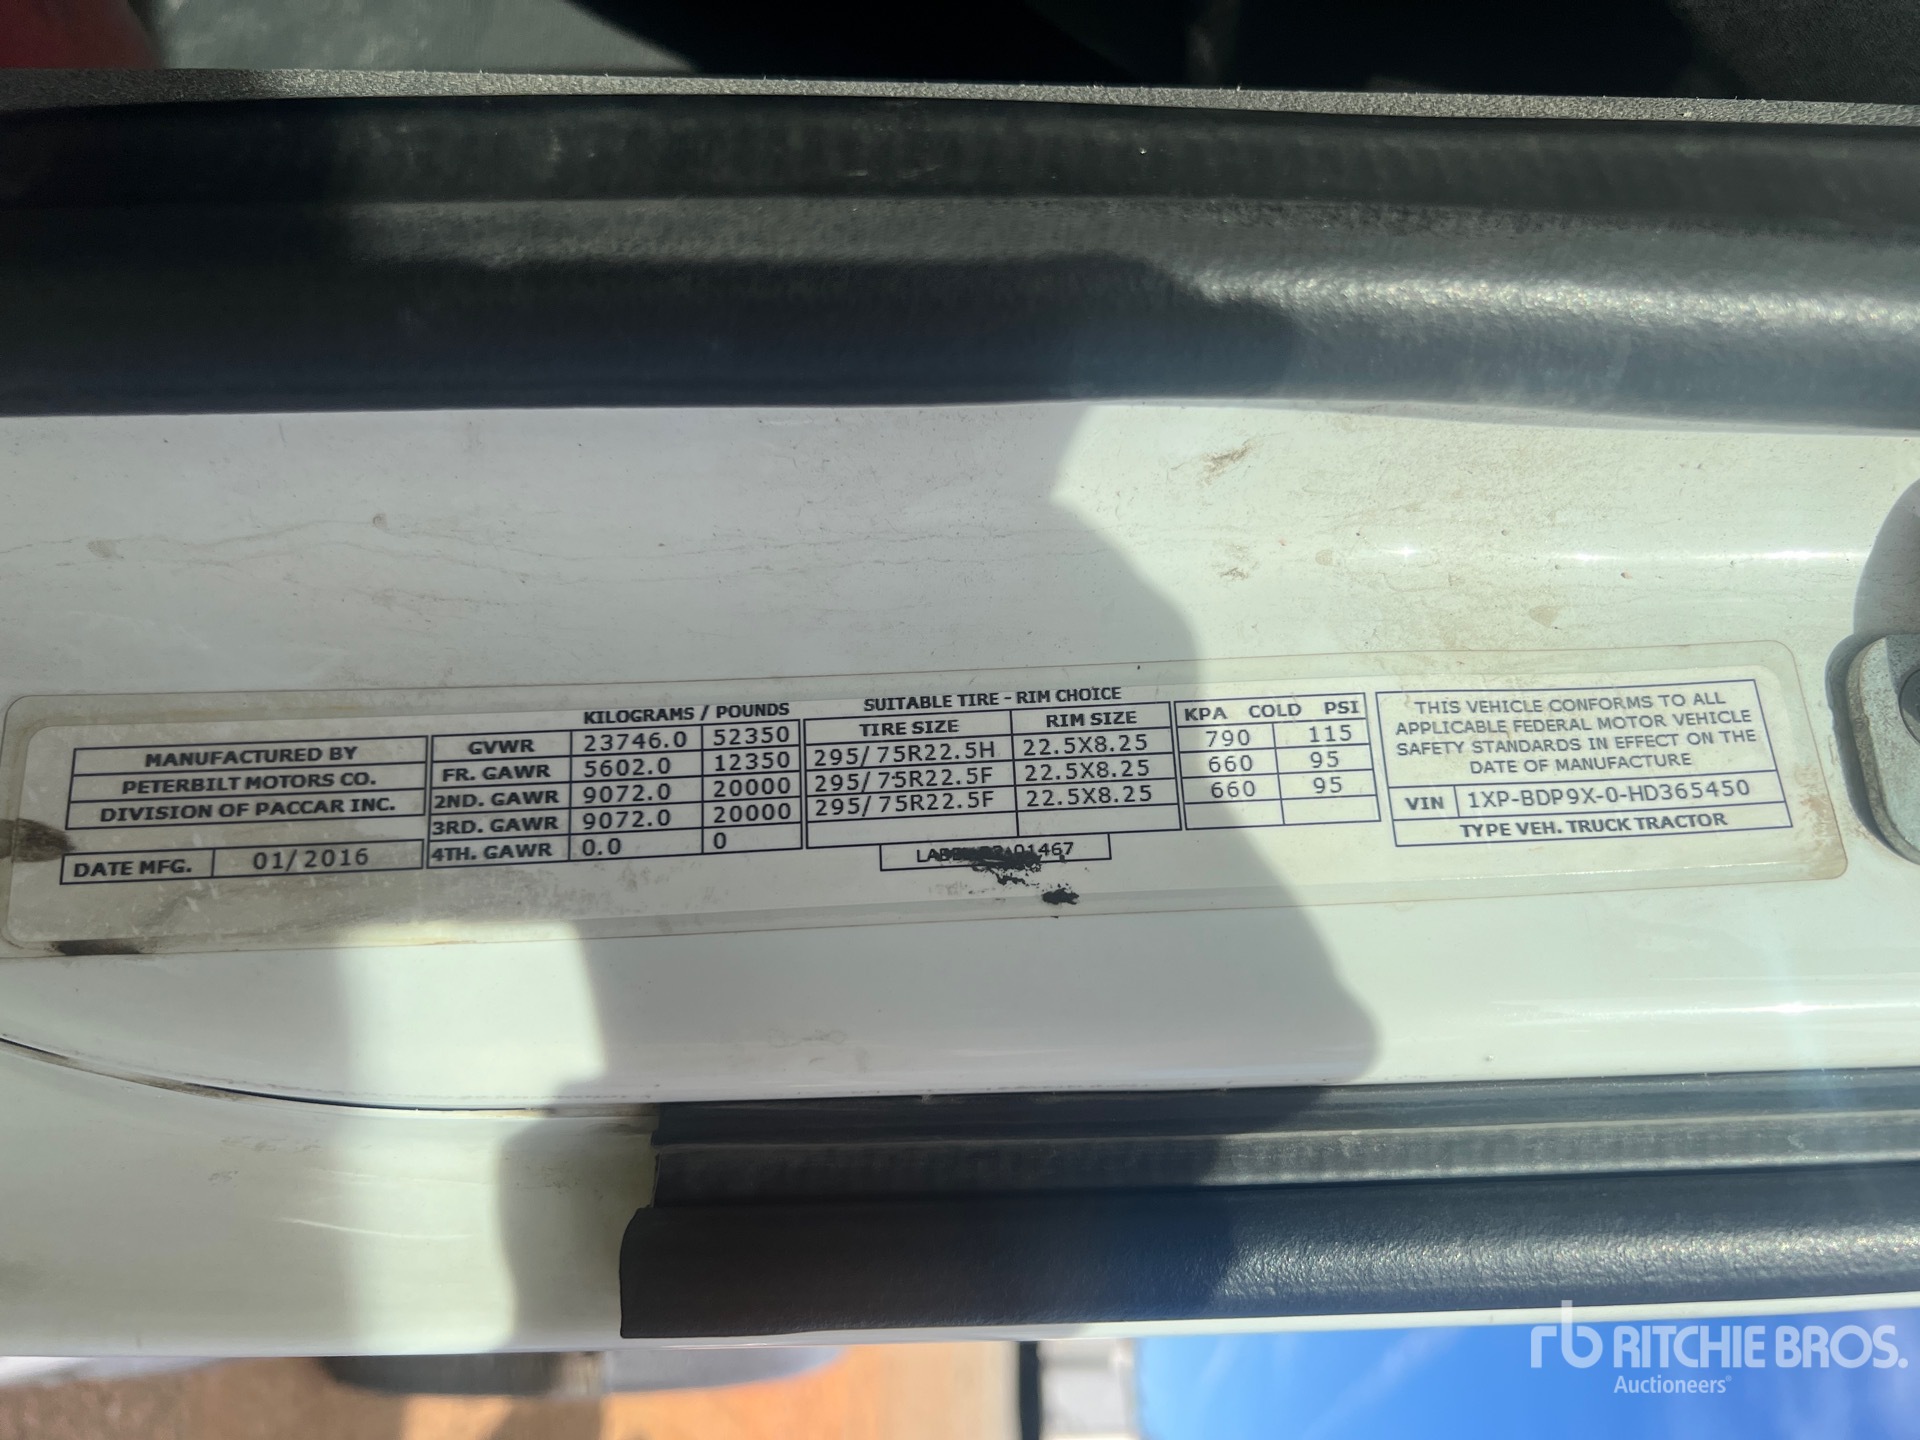 MANUFACTURED BY
PETERBILT MOTORS CO.
DIVISION OF PACCAR INC.
DATE MFG. 01/2016
KILOGRAMS / POUNDS
GVWR 23746.0 52350
FR. GAWR 5602.0 12350
2ND. GAWR 9072.0 20000
3RD. GAWR 9072.0 20000
4TH. GAWR 0.0 0
SUITABLE TIRE - RIM CHOICE
TIRE SIZE RIM SIZE
295/75R22.5H 22.5X8.25
295/75R22.5F 22.5X8.25
295/75R22.5F 22.5X8.25
01467
KPA COLD PSI
790 115
660 95
660 95
THIS VEHICLE CONFORMS TO ALL
APPLICABLE FEDERAL MOTOR VEHICLE
SAFETY STANDARDS IN EFFECT ON THE
DATE OF MANUFACTURE
VIN 1XP-BDP9X-0-HD365450
TYPE VEH. TRUCK TRACTOR
rb RITCHIE BROS.
Auctioneers